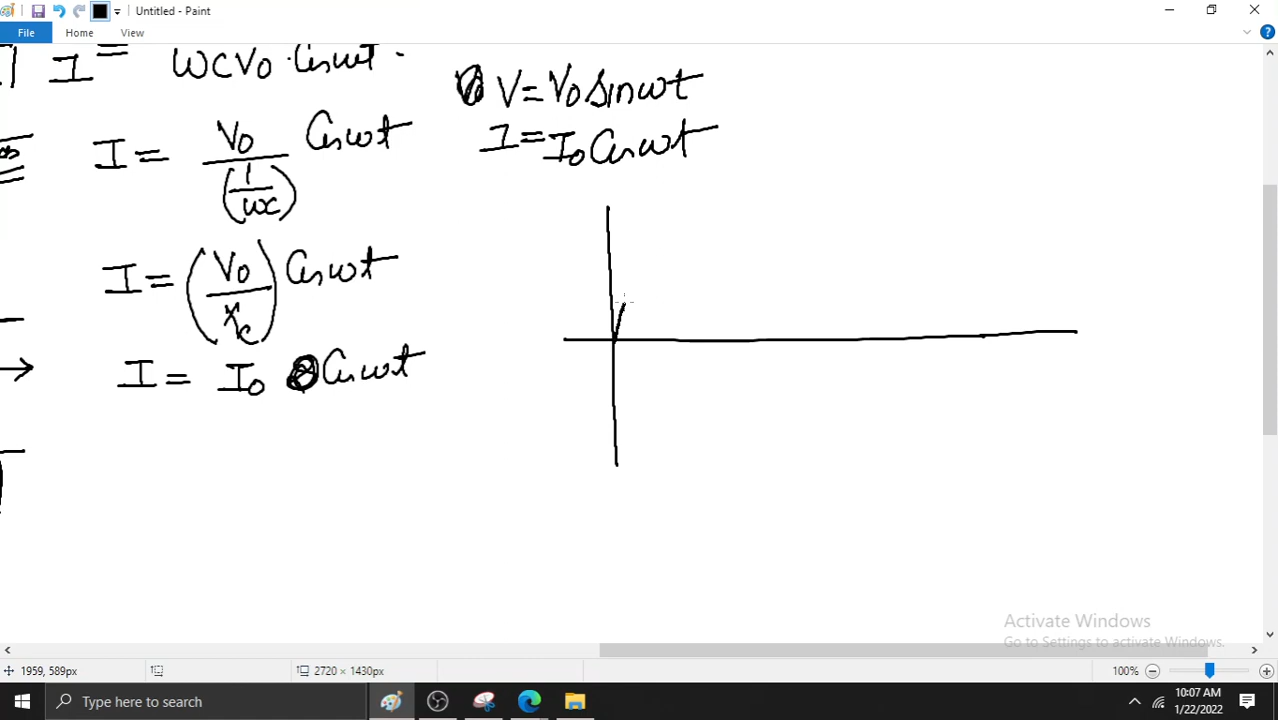 Untitled - Paint
File Home View
I = ωCV₀ · Cosωt ·
V = V₀ sinωt
I = I₀ Cosωt
I = V₀ / (1/ωc) Cosωt
I = (V₀ / Xc) Cosωt
I = I₀ Cosωt
Activate Windows
Go to Settings to activate Windows.
1959, 589px
2720 × 1430px
100%
Type here to search
10:07 AM
1/22/2022